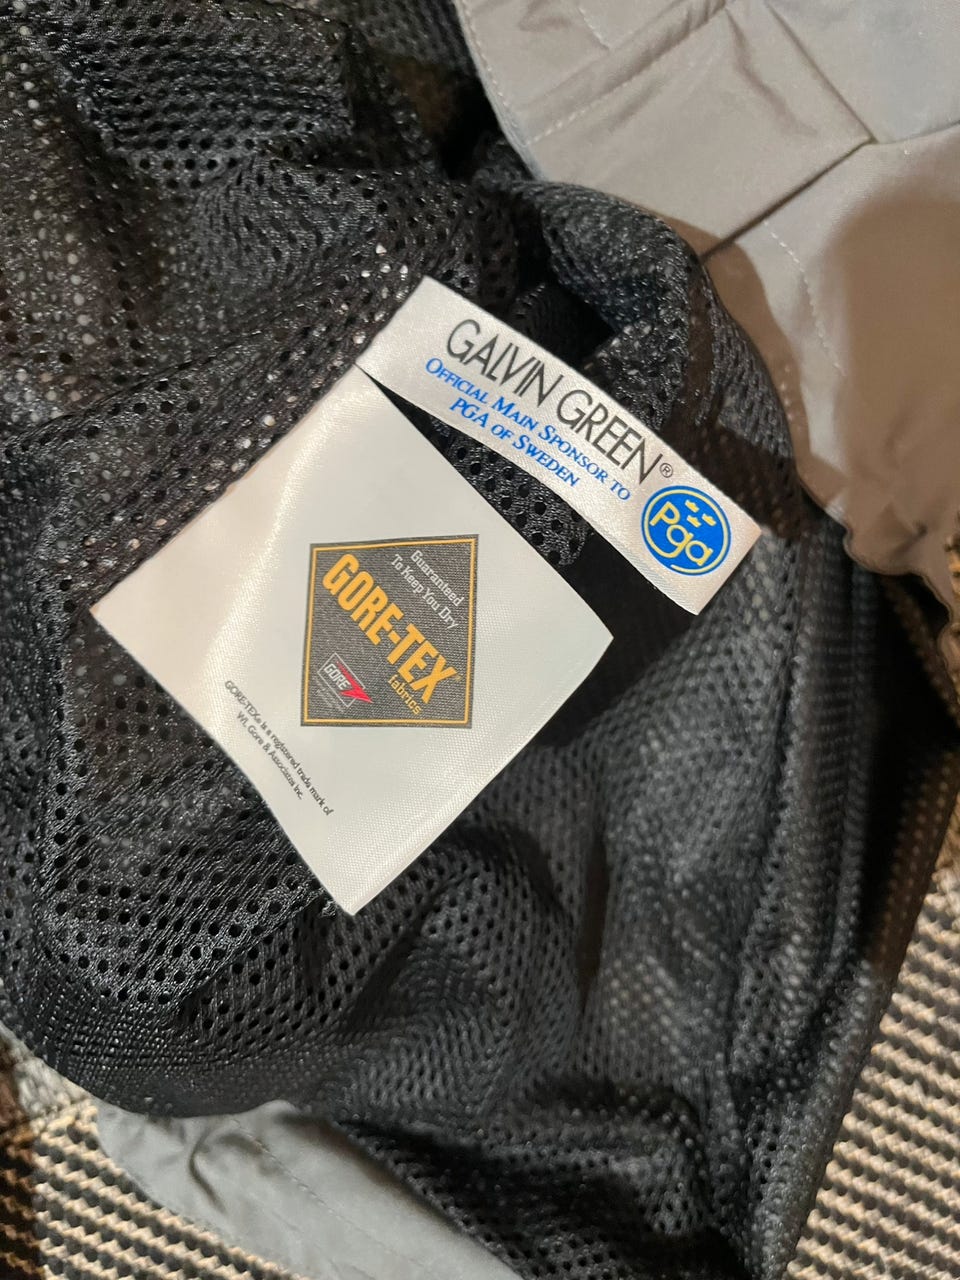 GALVIN GREEN®
OFFICIAL MAIN SPONSOR TO
PGA OF SWEDEN
Pga
Guaranteed
To Keep You Dry
GORE-TEX
fabrics
GORE
GORE-TEX® is a registered trade mark of
WL Gore & Associates Inc.